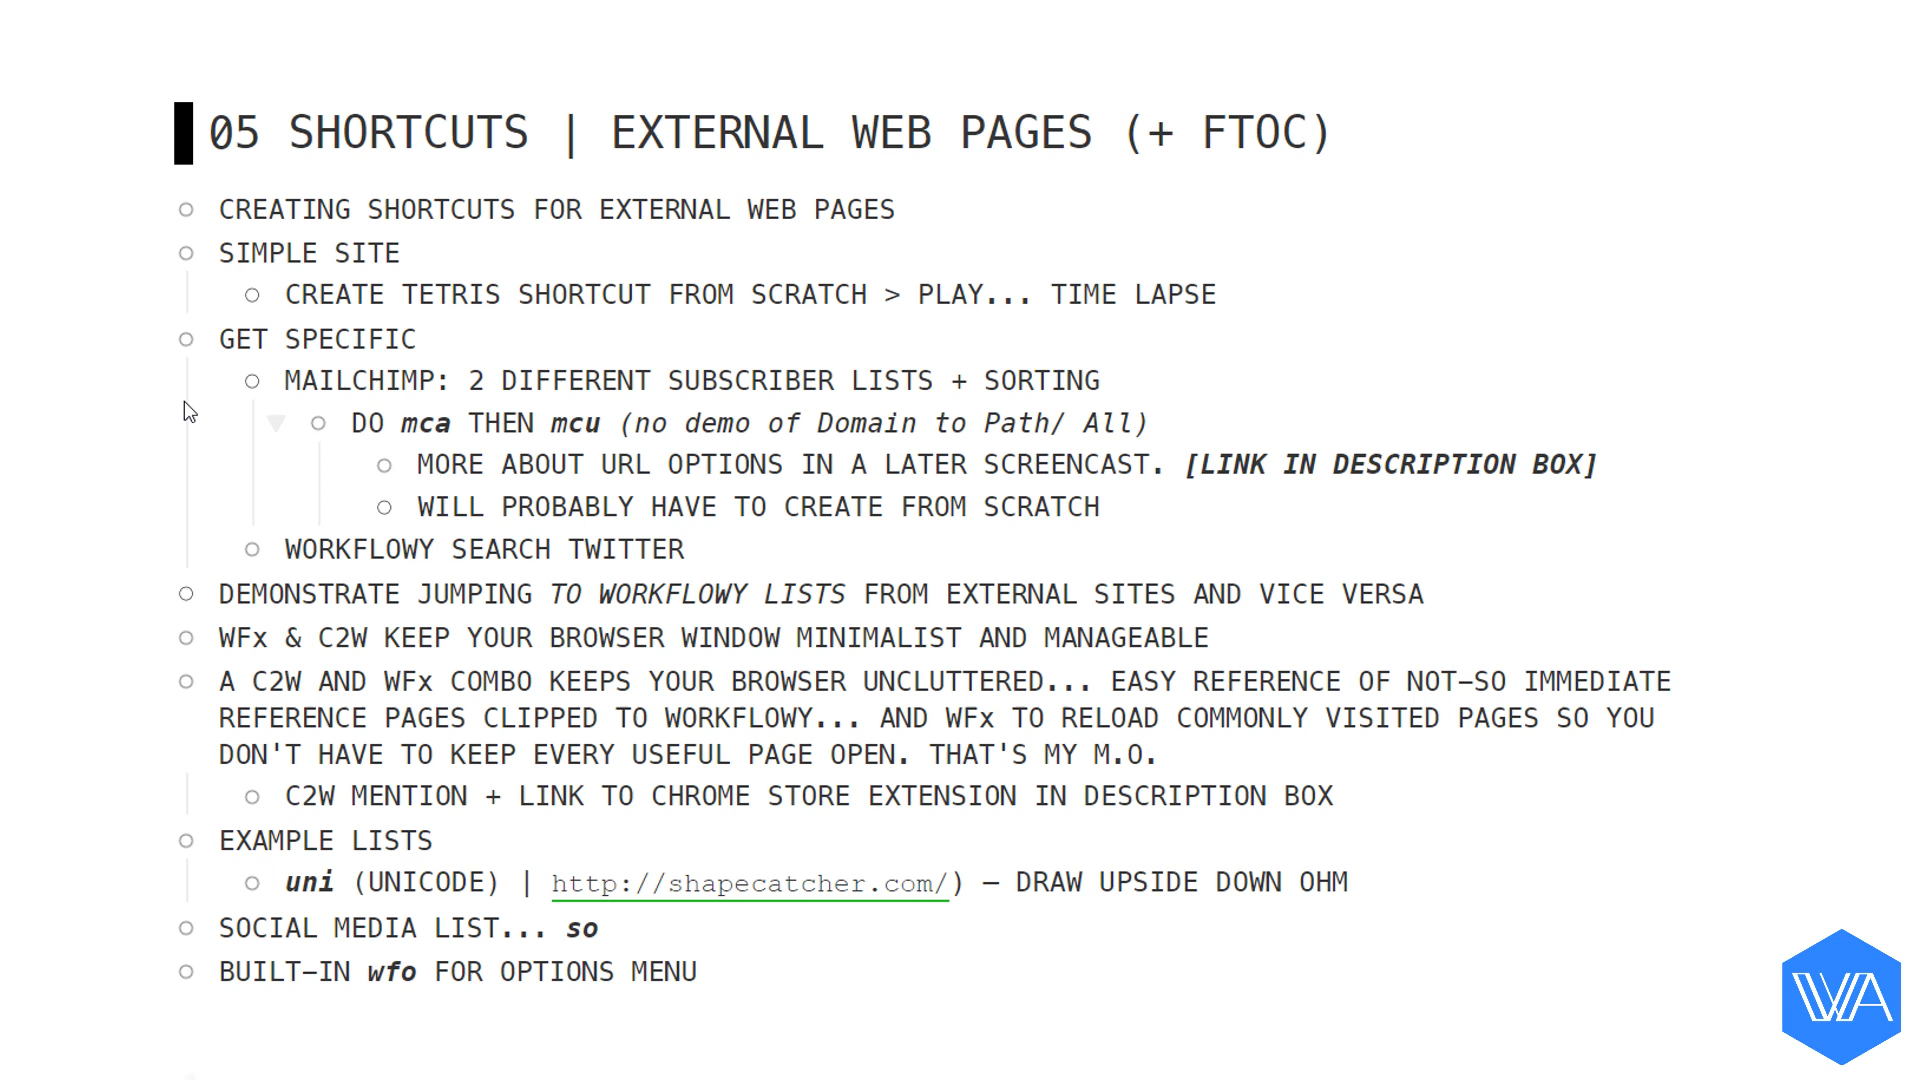 05 SHORTCUTS | EXTERNAL WEB PAGES (+ FTOC)
CREATING SHORTCUTS FOR EXTERNAL WEB PAGES
SIMPLE SITE
CREATE TETRIS SHORTCUT FROM SCRATCH > PLAY... TIME LAPSE
GET SPECIFIC
MAILCHIMP: 2 DIFFERENT SUBSCRIBER LISTS + SORTING
DO mca THEN mcu (no demo of Domain to Path/ All)
MORE ABOUT URL OPTIONS IN A LATER SCREENCAST. [LINK IN DESCRIPTION BOX]
WILL PROBABLY HAVE TO CREATE FROM SCRATCH
WORKFLOWY SEARCH TWITTER
DEMONSTRATE JUMPING TO WORKFLOWY LISTS FROM EXTERNAL SITES AND VICE VERSA
WFx & C2W KEEP YOUR BROWSER WINDOW MINIMALIST AND MANAGEABLE
A C2W AND WFx COMBO KEEPS YOUR BROWSER UNCLUTTERED... EASY REFERENCE OF NOT–SO IMMEDIATE
REFERENCE PAGES CLIPPED TO WORKFLOWY... AND WFx TO RELOAD COMMONLY VISITED PAGES SO YOU
DON'T HAVE TO KEEP EVERY USEFUL PAGE OPEN. THAT'S MY M.O.
C2W MENTION + LINK TO CHROME STORE EXTENSION IN DESCRIPTION BOX
EXAMPLE LISTS
uni (UNICODE) | http://shapecatcher.com/) – DRAW UPSIDE DOWN OHM
SOCIAL MEDIA LIST... so
BUILT–IN wfo FOR OPTIONS MENU
WA